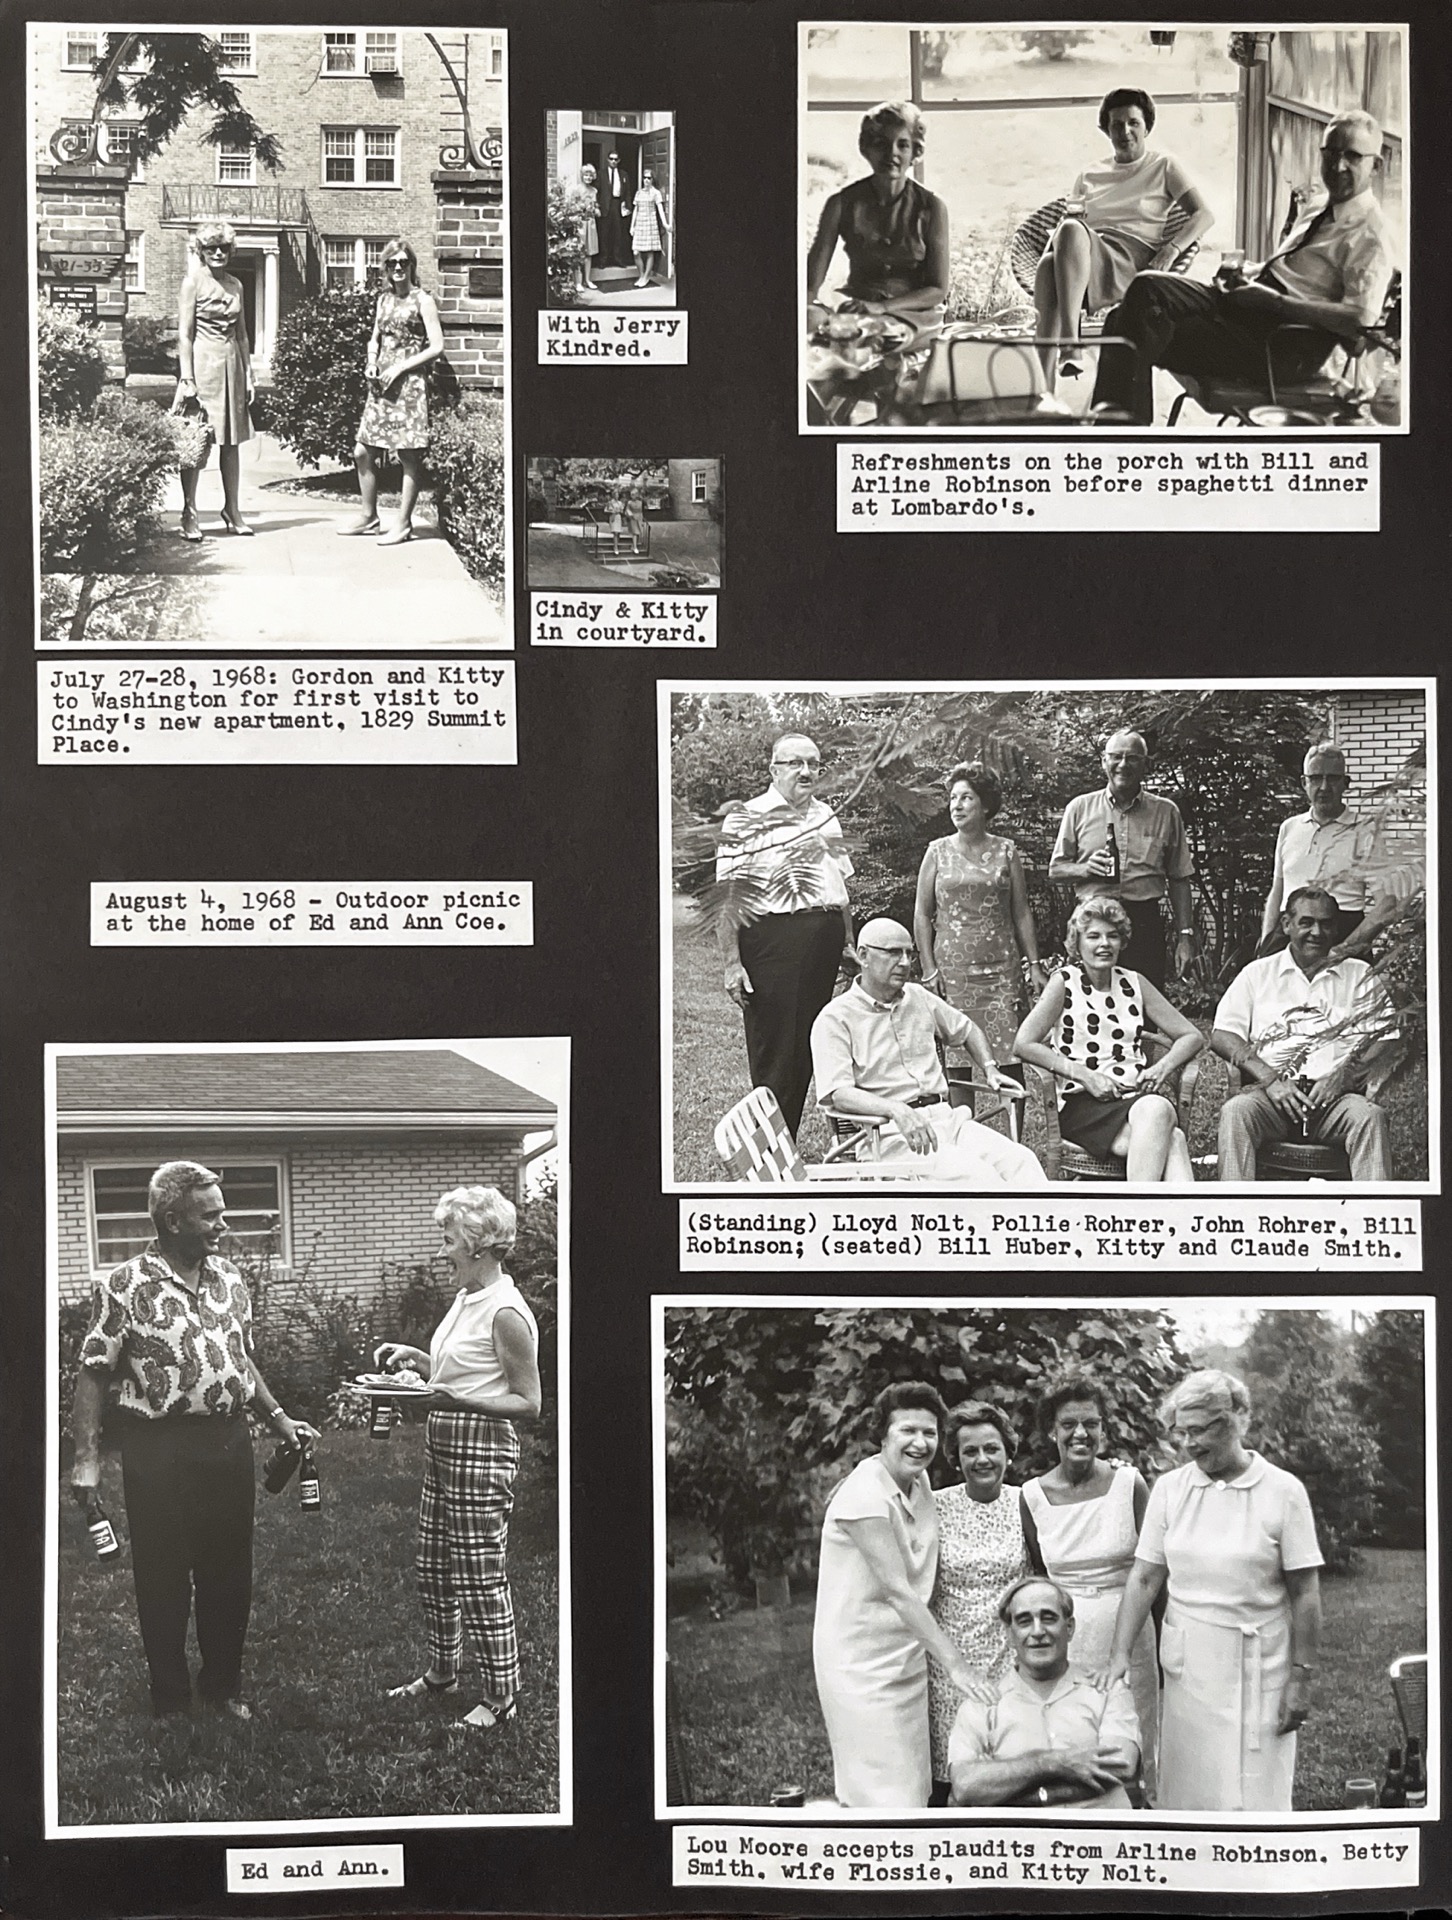 July 27-28, 1968: Gordon and Kitty
to Washington for first visit to
Cindy's new apartment, 1829 Summit
Place.
With Jerry
Kindred.
Cindy & Kitty
in courtyard.
Refreshments on the porch with Bill and
Arline Robinson before spaghetti dinner
at Lombardo's.
August 4, 1968 - Outdoor picnic
at the home of Ed and Ann Coe.
(Standing) Lloyd Nolt, Pollie Rohrer, John Rohrer, Bill
Robinson; (seated) Bill Huber, Kitty and Claude Smith.
Ed and Ann.
Lou Moore accepts plaudits from Arline Robinson, Betty
Smith, wife Flossie, and Kitty Nolt.